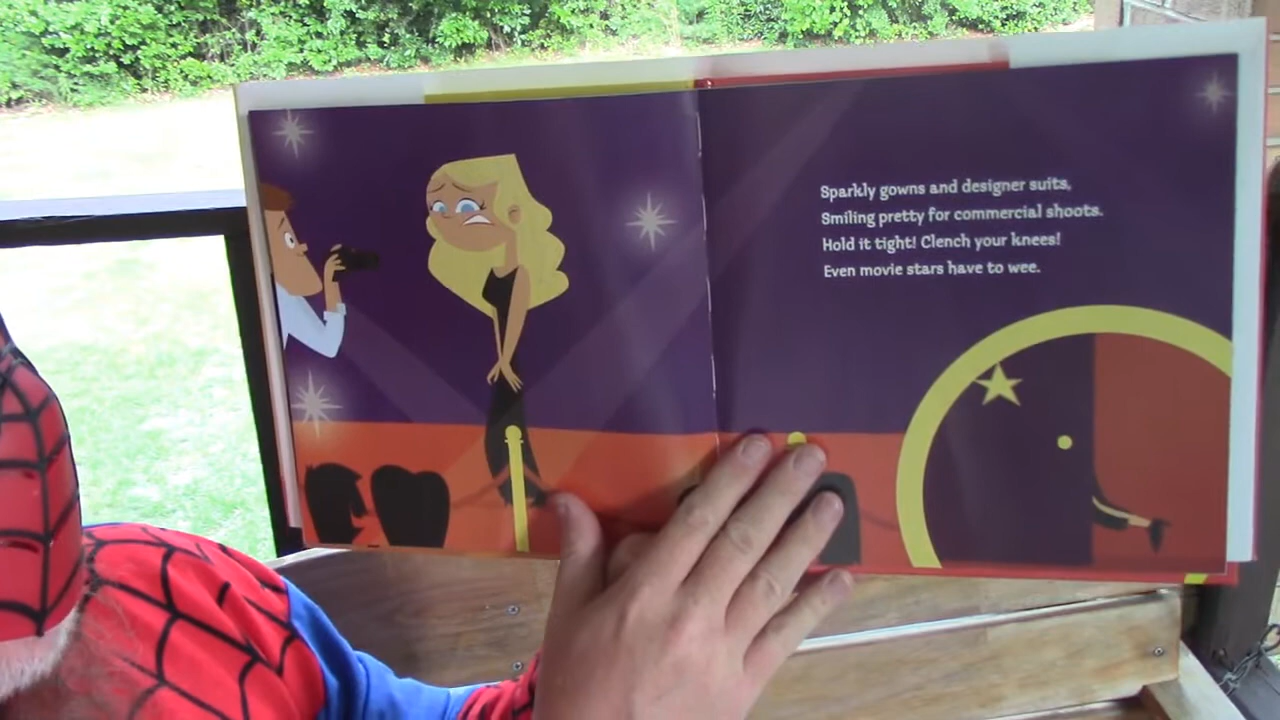 Sparkly gowns and designer suits,
Smiling pretty for commercial shoots.
Hold it tight! Clench your knees!
Even movie stars have to wee.